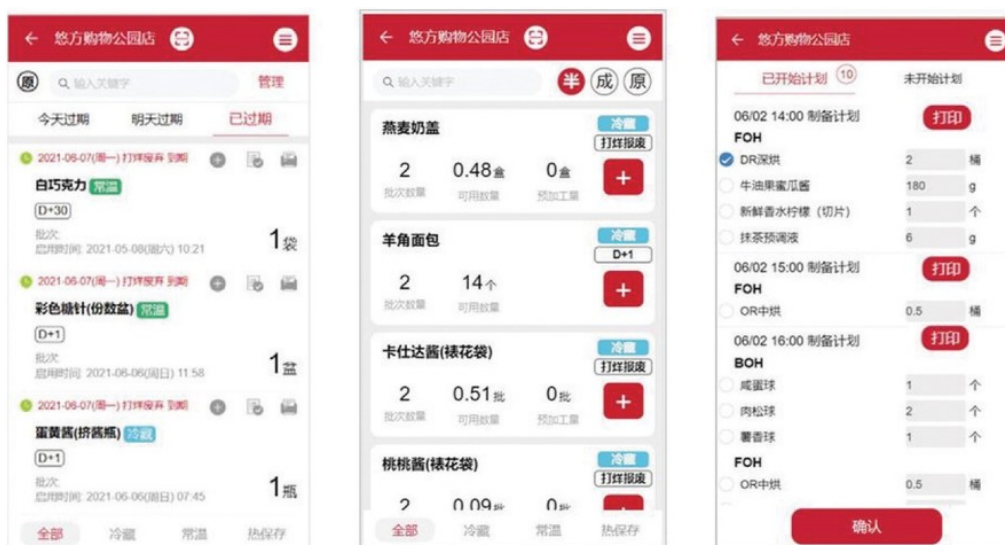 悠方购物公园店
原
输入关键字
管理
今天过期 明天过期 已过期
2021-06-07(周一) 打烊废弃 到期
白巧克力 常温
D+30
批次:
启用时间: 2021-05-08(周六) 10:21
1袋
2021-06-07(周一) 打烊废弃 到期
彩色糖针(份数盆) 常温
D+1
批次:
启用时间: 2021-06-06(周日) 11:58
1盆
2021-06-07(周一) 打烊废弃 到期
蛋黄酱(挤酱瓶) 冷藏
D+1
批次:
启用时间: 2021-06-06(周日) 07:45
1瓶
全部 冷藏 常温 热保存
悠方购物公园店
输入关键字
半 成 原
燕麦奶盖
冷藏
打烊报废
2 0.48盒 0盒
批次数量 可用数量 预加工量
羊角面包
冷藏
D+1
2 14个
批次数量 可用数量
卡仕达酱(裱花袋)
冷藏
打烊报废
2 0.51批 0批
批次数量 可用数量 预加工量
桃桃酱(裱花袋)
冷藏
打烊报废
2 0.09批 0批
全部 冷藏 常温 热保存
悠方购物公园店
已开始计划 10 未开始计划
06/02 14:00 制备计划 打印
FOH
DR深烘 2 桶
牛油果蜜瓜酱 180 g
新鲜香水柠檬（切片） 1 个
抹茶预调液 6 g
06/02 15:00 制备计划 打印
FOH
OR中烘 0.5 桶
06/02 16:00 制备计划 打印
BOH
咸蛋球 1 个
肉松球 2 个
薯香球 1 个
FOH
OR中烘 0.5 桶
确认